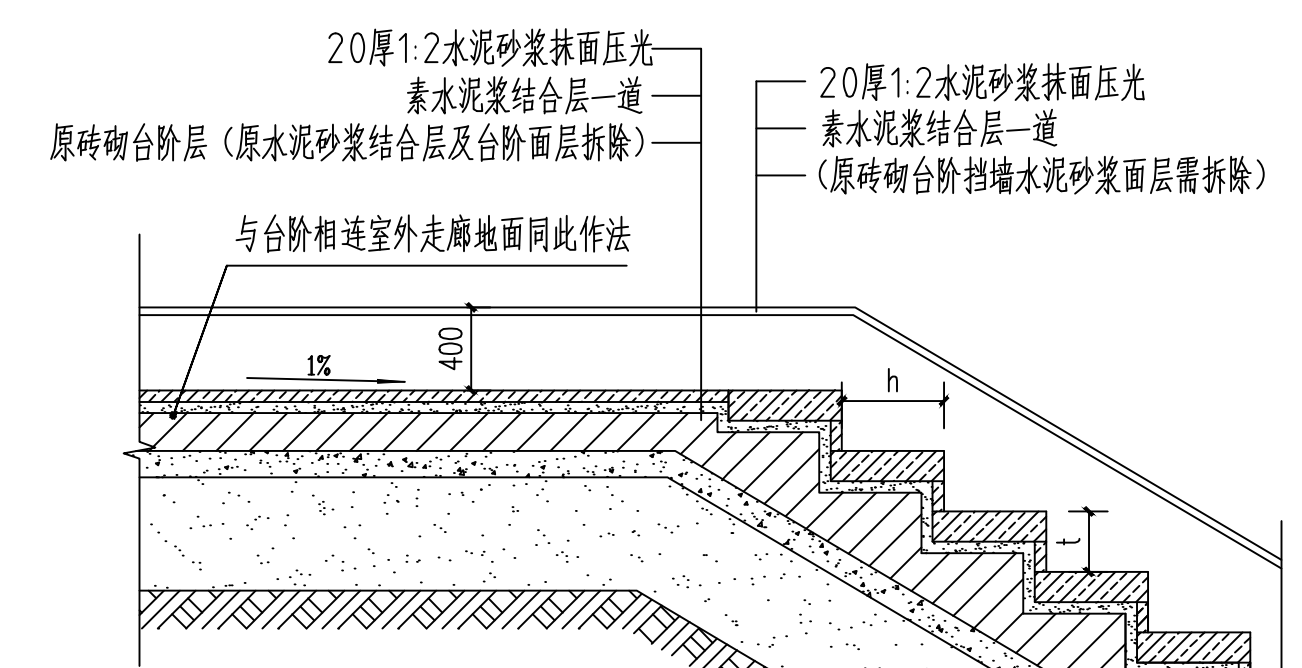 20厚1:2水泥砂浆抹面压光
素水泥浆结合层一道
原砖砌台阶层（原水泥砂浆结合层及台阶面层拆除）
20厚1:2水泥砂浆抹面压光
素水泥浆结合层一道
（原砖砌台阶挡墙水泥砂浆面层需拆除）
与台阶相连室外走廊地面同此作法
400
1%
h
t